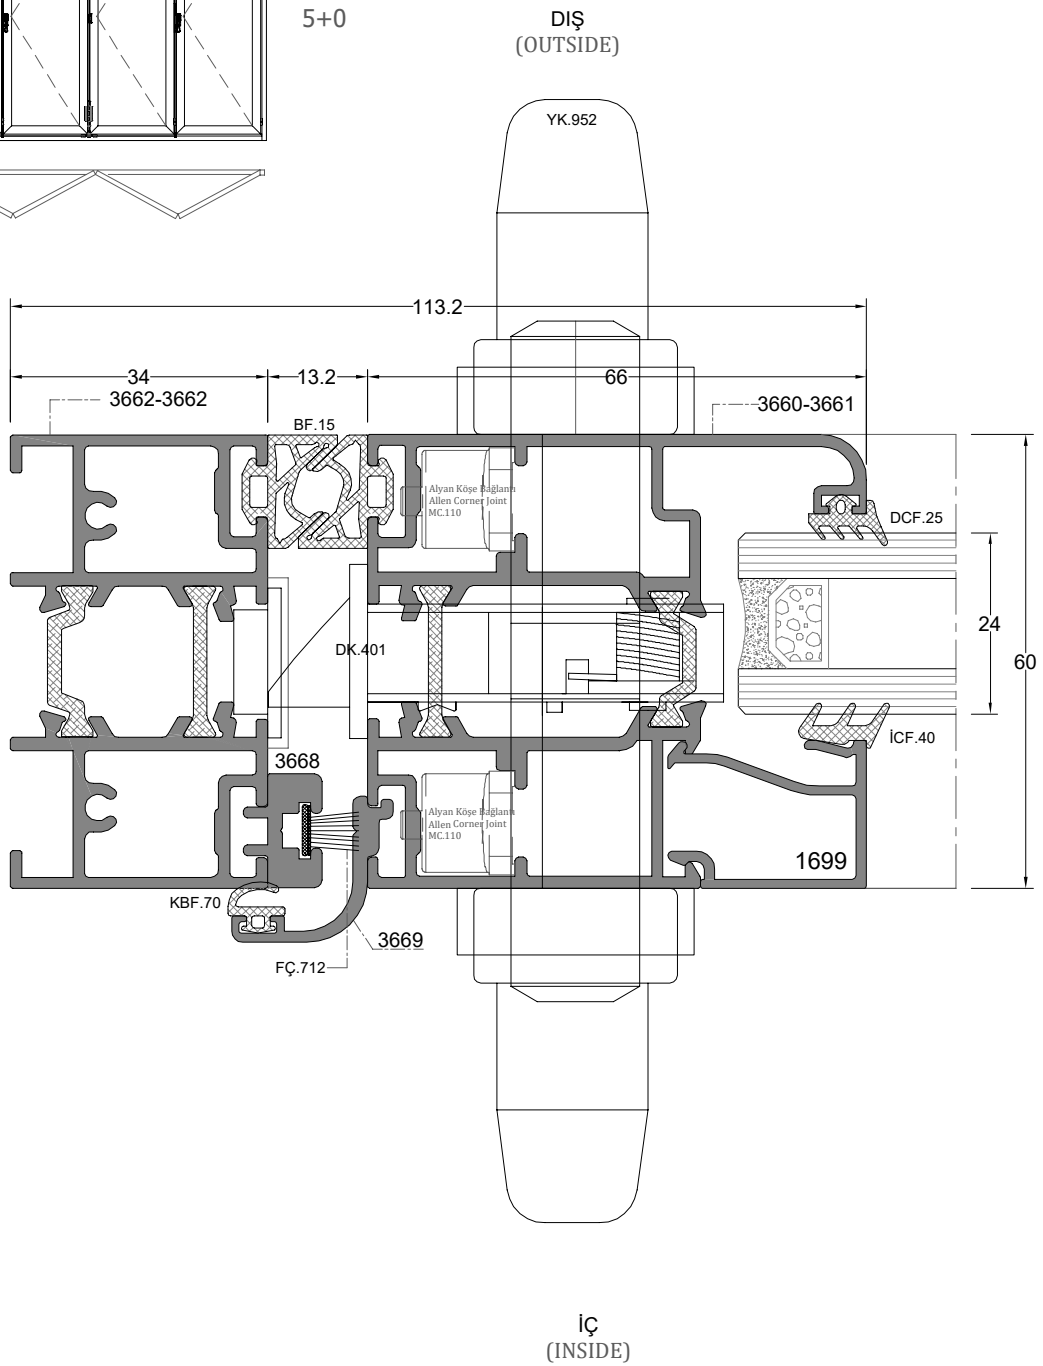 5+0
DIŞ
(OUTSIDE)
YK.952
113.2
34
13.2
66
3662-3662
3660-3661
BF.15
Alyan Köşe Bağlantı
Allen Corner Joint
MC.110
DCF.25
24
DK.401
60
İCF.40
3668
Alyan Köşe Bağlantı
Allen Corner Joint
MC.110
1699
KBF.70
3669
FÇ.712
İÇ
(INSIDE)